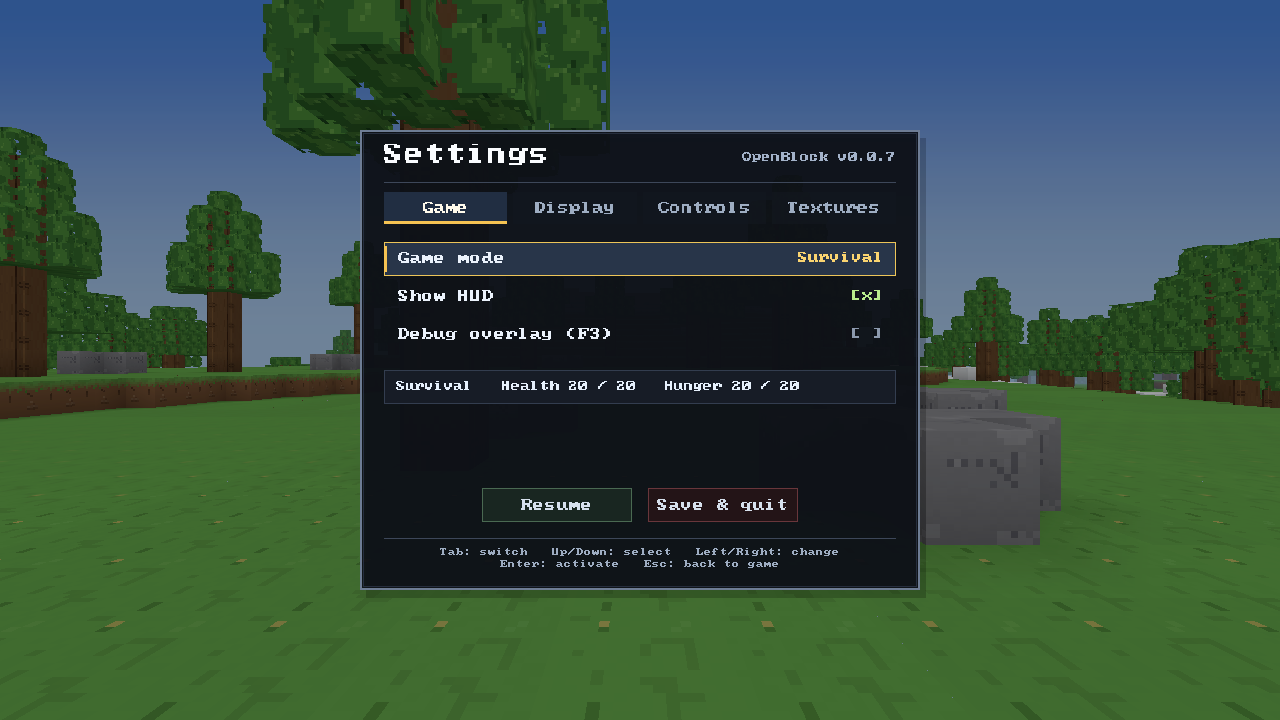 Settings
OpenBlock v0.0.7
Game Display Controls Textures
Game mode Survival
Show HUD [x]
Debug overlay (F3) [ ]
Survival Health 20 / 20 Hunger 20 / 20
Resume Save & quit
Tab: switch Up/Down: select Left/Right: change
Enter: activate Esc: back to game